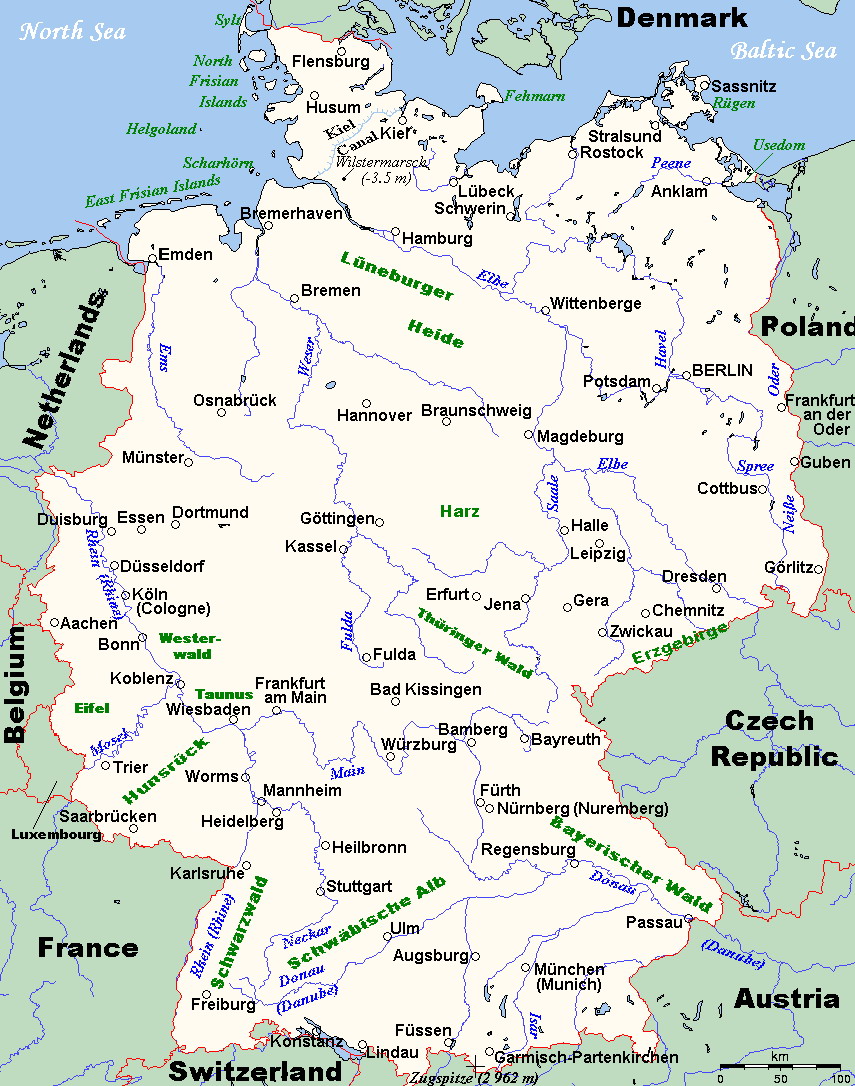 Denmark
North Sea
Sylt
Baltic Sea
Flensburg
North
Frisian
Islands
Sassnitz
Fehmarn
Rügen
Husum
Helgoland
Kiel
Canal
Kiel
Stralsund
Rostock
Usedom
Scharhörn
Wilstermarsch
(-3.5 m)
Peene
East Frisian Islands
Lübeck
Anklam
Bremerhaven
Schwerin
Hamburg
Emden
Lüneburger
Heide
Elbe
Bremen
Wittenberge
Netherlands
Poland
Ems
Weser
Havel
Potsdam
BERLIN
Oder
Osnabrück
Hannover
Braunschweig
Frankfurt
an der
Oder
Magdeburg
Münster
Elbe
Spree
Guben
Saale
Cottbus
Neiße
Duisburg
Essen
Dortmund
Göttingen
Harz
Halle
Rhein (Rhine)
Kassel
Leipzig
Düsseldorf
Görlitz
Dresden
Köln
(Cologne)
Erfurt
Jena
Gera
Chemnitz
Aachen
Fulda
Thüringer Wald
Zwickau
Erzgebirge
Bonn
Wester-
wald
Fulda
Belgium
Koblenz
Taunus
Frankfurt
am Main
Bad Kissingen
Eifel
Wiesbaden
Czech
Republic
Mosel
Bamberg
Bayreuth
Würzburg
Trier
Hunsrück
Worms
Main
Mannheim
Fürth
Nürnberg (Nuremberg)
Saarbrücken
Luxembourg
Heidelberg
Bayerischer Wald
Heilbronn
Regensburg
Karlsruhe
Stuttgart
Donau
Schwarzwald
Rhein (Rhine)
Schwäbische Alb
Passau
Neckar
Ulm
France
(Danube)
Augsburg
München
(Munich)
Donau
(Danube)
Freiburg
Austria
Isar
Füssen
Konstanz
Lindau
Garmisch-Partenkirchen
Switzerland
Zugspitze (2 962 m)
km
0 50 100